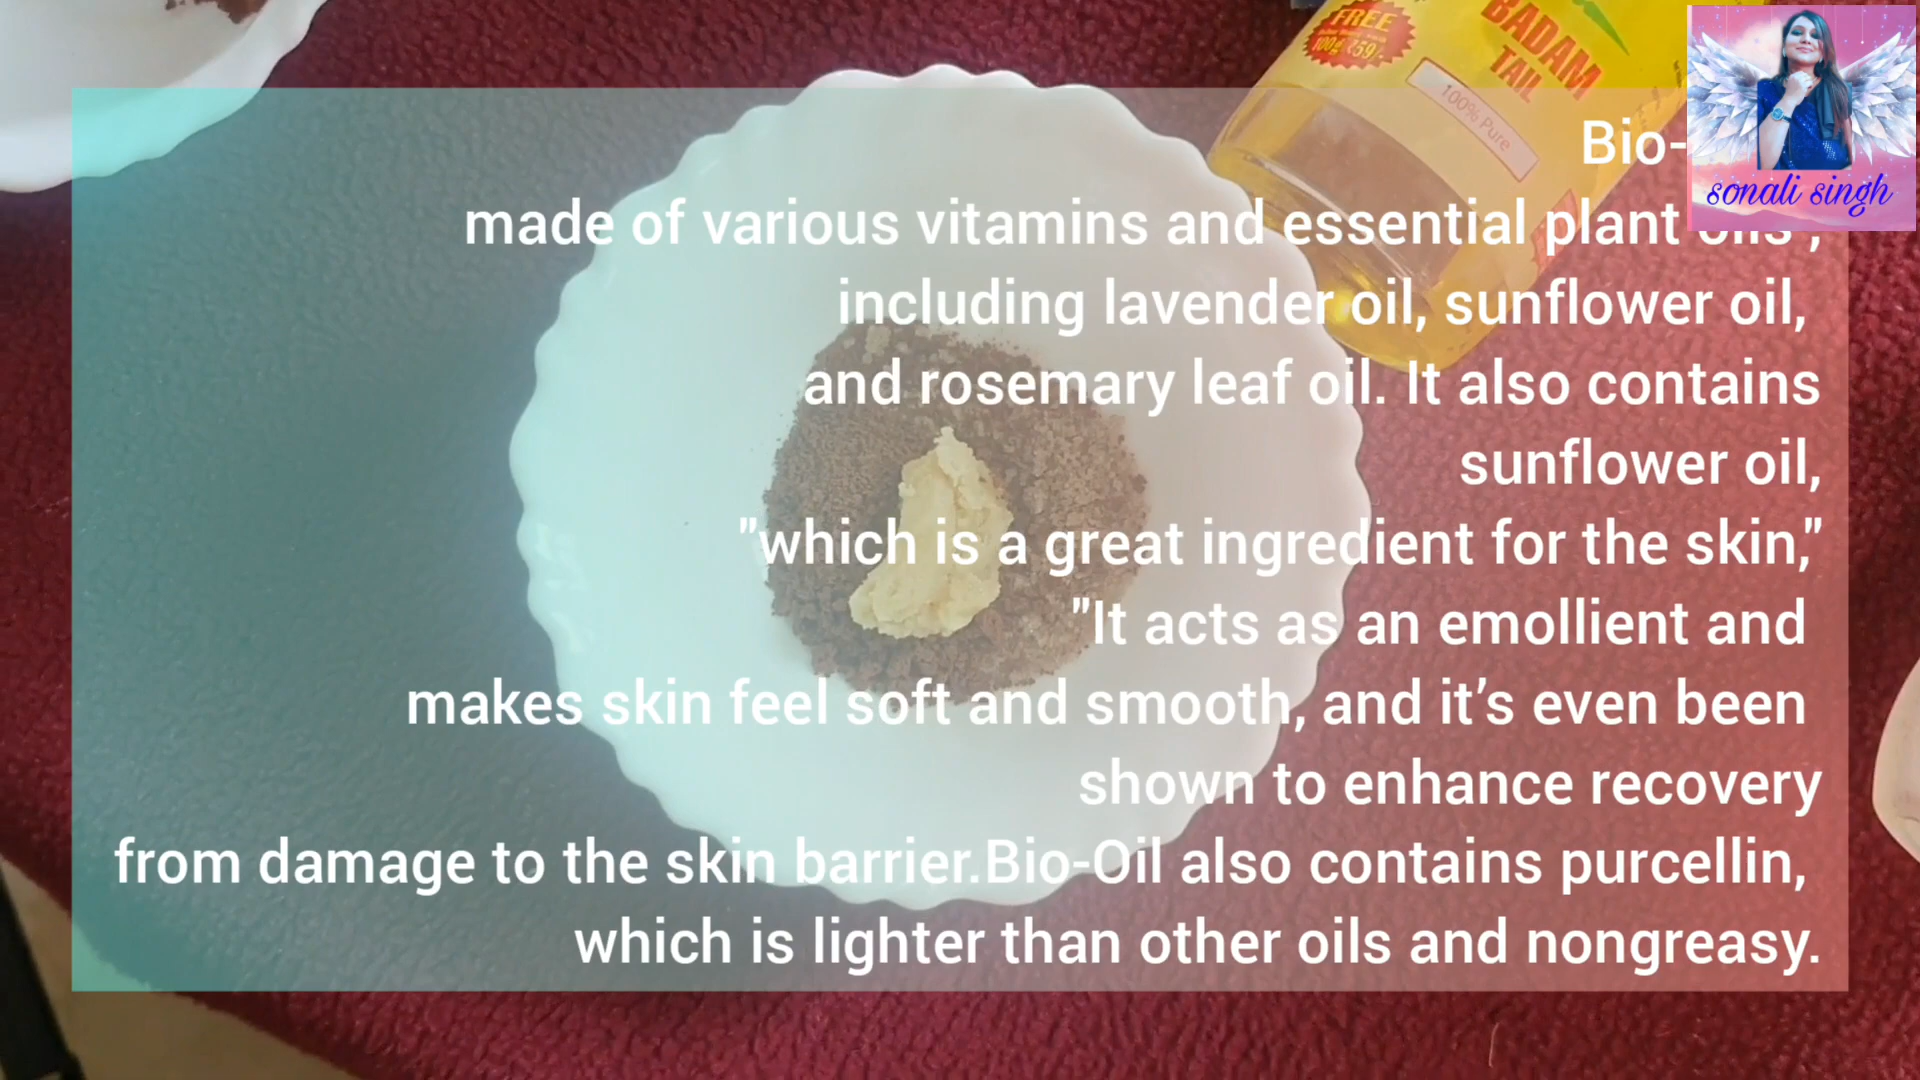 FREE
100g ₹59/-
BADAM
TAIL
100% Pure
sonali singh
Bio-
made of various vitamins and essential plant oils ,
including lavender oil, sunflower oil,
and rosemary leaf oil. It also contains
sunflower oil,
"which is a great ingredient for the skin,"
"It acts as an emollient and
makes skin feel soft and smooth, and it’s even been
shown to enhance recovery
from damage to the skin barrier.Bio-Oil also contains purcellin,
which is lighter than other oils and nongreasy.